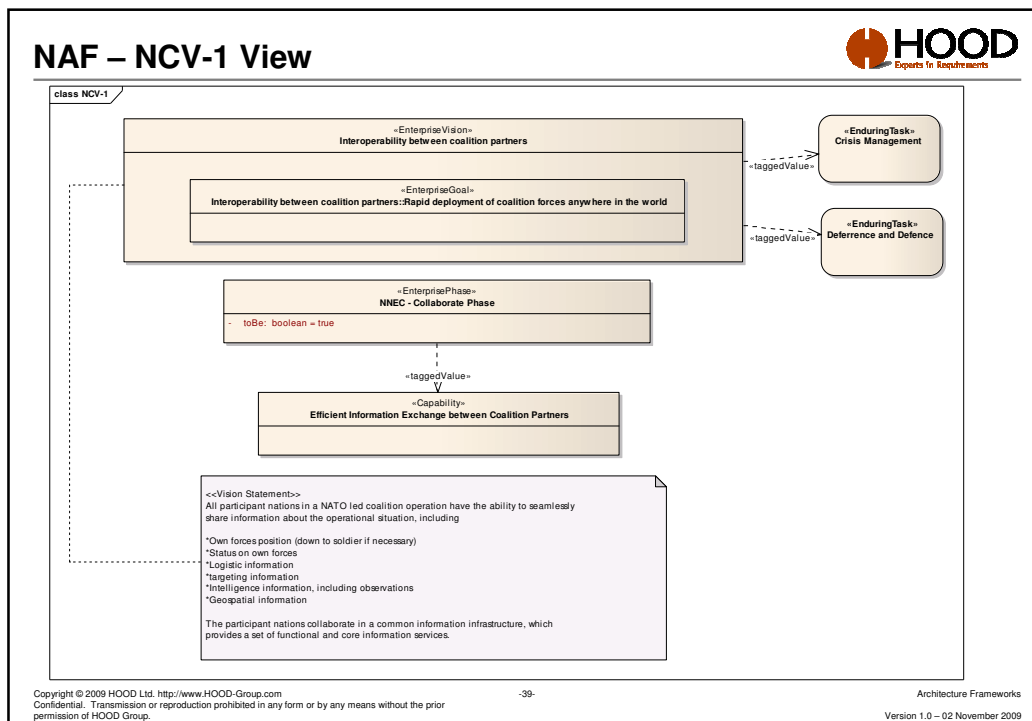 NAF – NCV-1 View
HOOD
Experts in Requirements
class NCV-1
«EnterpriseVision»
Interoperability between coalition partners
«EnterpriseGoal»
Interoperability between coalition partners::Rapid deployment of coalition forces anywhere in the world
«taggedValue»
«EnduringTask»
Crisis Management
«taggedValue»
«EnduringTask»
Deferrence and Defence
«EnterprisePhase»
NNEC - Collaborate Phase
- toBe: boolean = true
«taggedValue»
«Capability»
Efficient Information Exchange between Coalition Partners
<<Vision Statement>>
All participant nations in a NATO led coalition operation have the ability to seamlessly
share information about the operational situation, including
*Own forces position (down to soldier if necessary)
*Status on own forces
*Logistic information
*targeting information
*Intelligence information, including observations
*Geospatial information
The participant nations collaborate in a common information infrastructure, which
provides a set of functional and core information services.
Copyright © 2009 HOOD Ltd. http://www.HOOD-Group.com
Confidential. Transmission or reproduction prohibited in any form or by any means without the prior
permission of HOOD Group.
-39-
Architecture Frameworks
Version 1.0 – 02 November 2009